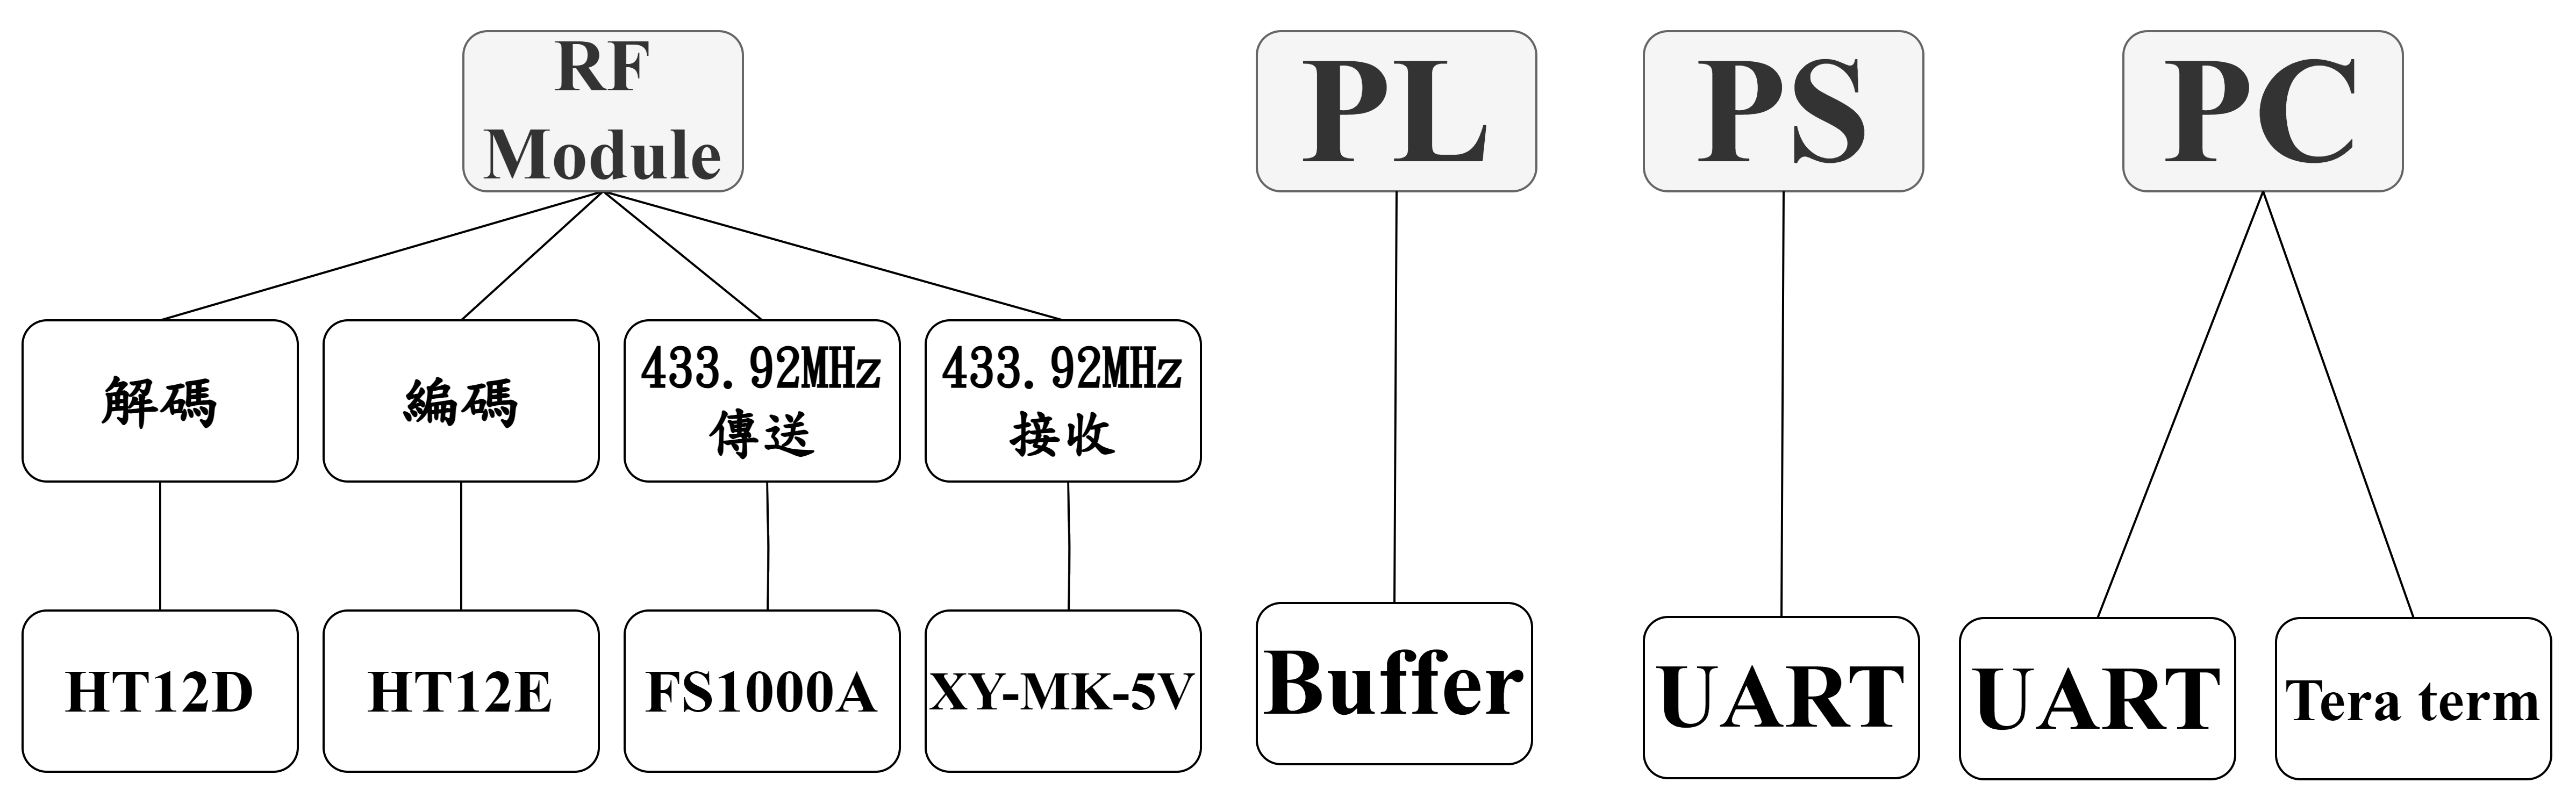 RF
Module
PL
PS
PC
解碼
編碼
433.92MHz
傳送
433.92MHz
接收
HT12D
HT12E
FS1000A
XY-MK-5V
Buffer
UART
UART
Tera term